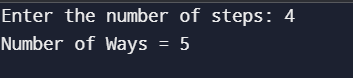 Enter the number of steps: 4
Number of Ways = 5